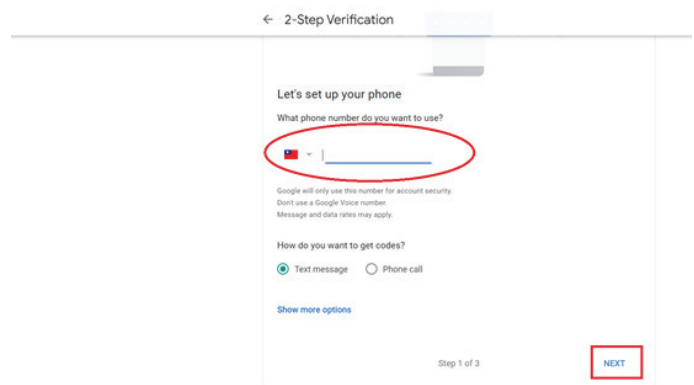 2-Step Verification
Let's set up your phone
What phone number do you want to use?
Google will only use this number for account security.
Don't use a Google Voice number.
Message and data rates may apply.
How do you want to get codes?
Text message Phone call
Show more options
Step 1 of 3 NEXT